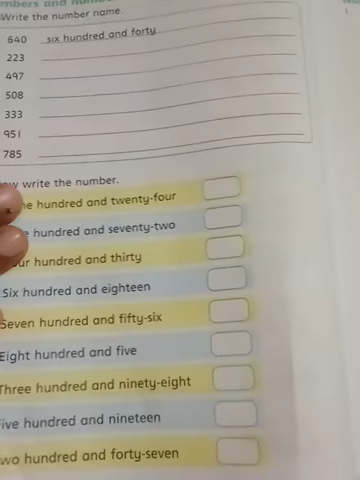 Write the number name.
640 six hundred and forty
223
497
508
333
951
785
write the number.
hundred and twenty-four
hundred and seventy-two
hundred and thirty
Six hundred and eighteen
Seven hundred and fifty-six
Eight hundred and five
Three hundred and ninety-eight
ive hundred and nineteen
wo hundred and forty-seven